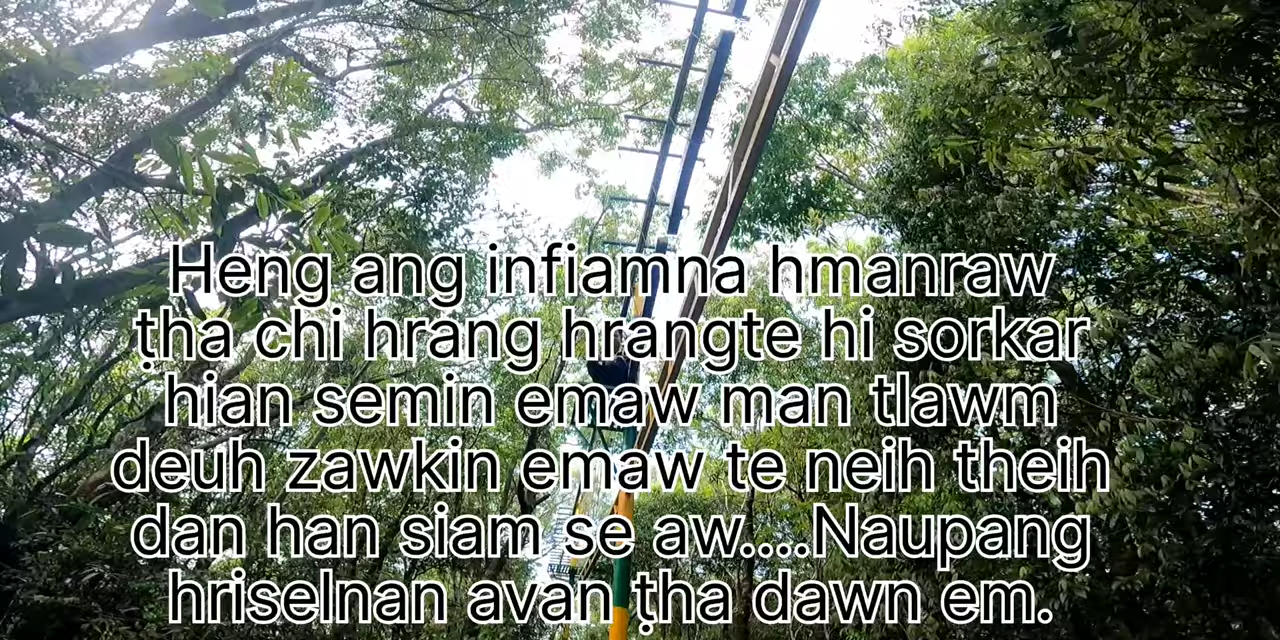 Heng ang infiamna hmanraw
ṭha chi hrang hrangte hi sorkar
hian semin emaw man tlawm
deuh zawkin emaw te neih theih
dan han siam se aw....Naupang
hriselnan avan ṭha dawn em.